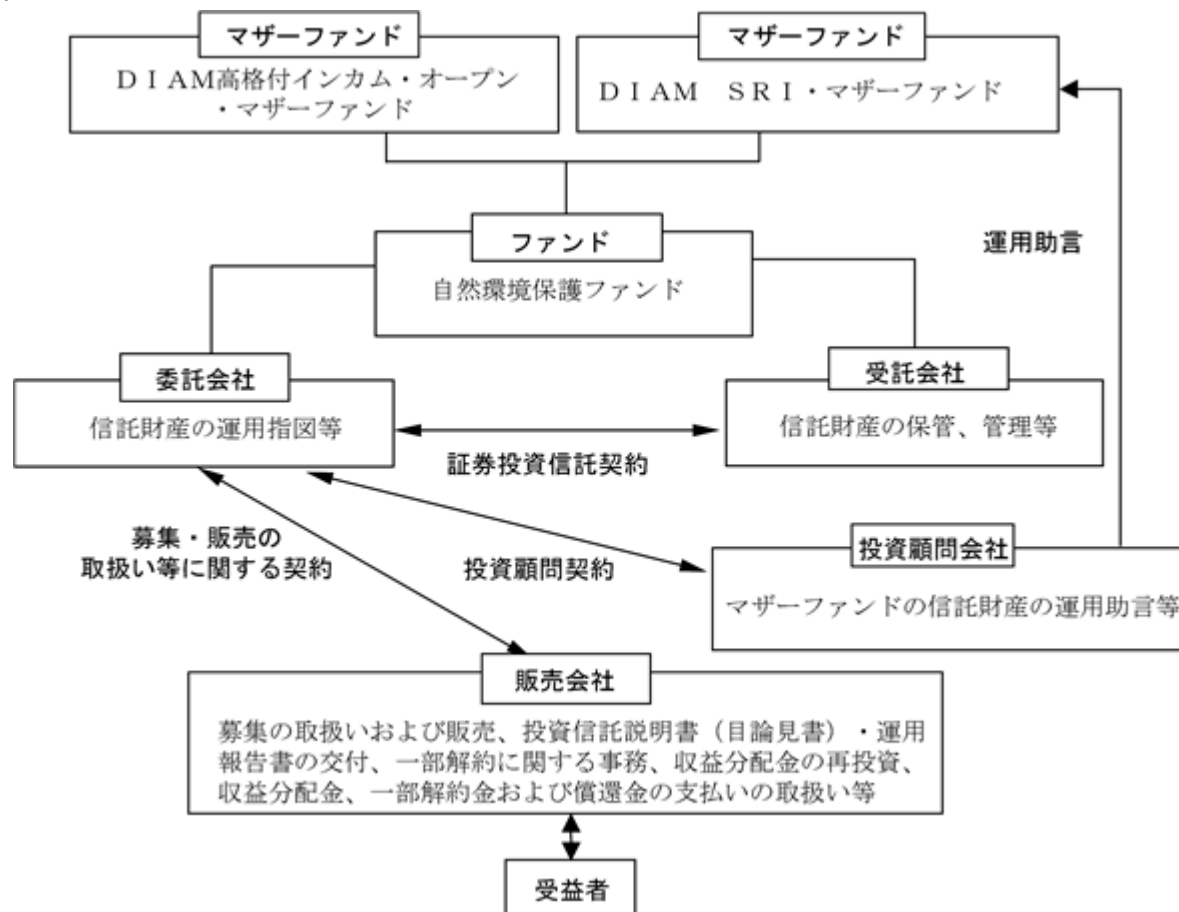 マザーファンド
DIAM高格付インカム・オープン
・マザーファンド
マザーファンド
DIAM SRI・マザーファンド
運用助言
ファンド
自然環境保護ファンド
委託会社
信託財産の運用指図等
受託会社
信託財産の保管、管理等
証券投資信託契約
募集・販売の
取扱い等に関する契約
投資顧問契約
投資顧問会社
マザーファンドの信託財産の運用助言等
販売会社
募集の取扱いおよび販売、投資信託説明書（目論見書）・運用
報告書の交付、一部解約に関する事務、収益分配金の再投資、
収益分配金、一部解約金および償還金の支払いの取扱い等
受益者